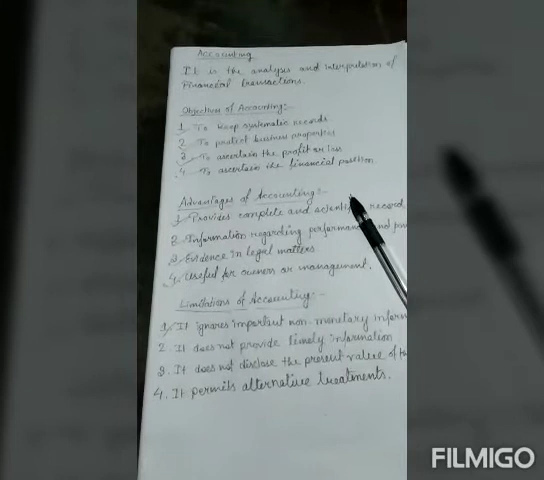 Accounting
It is the analysis and interpretation of
Financial transactions.
Objectives of Accounting:-
1. To keep systematic records
2. To protect business properties
3. To ascertain the profit or loss
4. To ascertain the financial position
Advantages of Accounting:-
1. Provides complete and scientific record
2. Information regarding performance and
3. Evidence in legal matters
4. Useful for owners or management.
Limitations of Accounting:-
1. It ignores important non-monetary inform
2. It does not provide timely information
3. It does not disclose the present value of
4. It permits alternative treatments.
FILMIGO